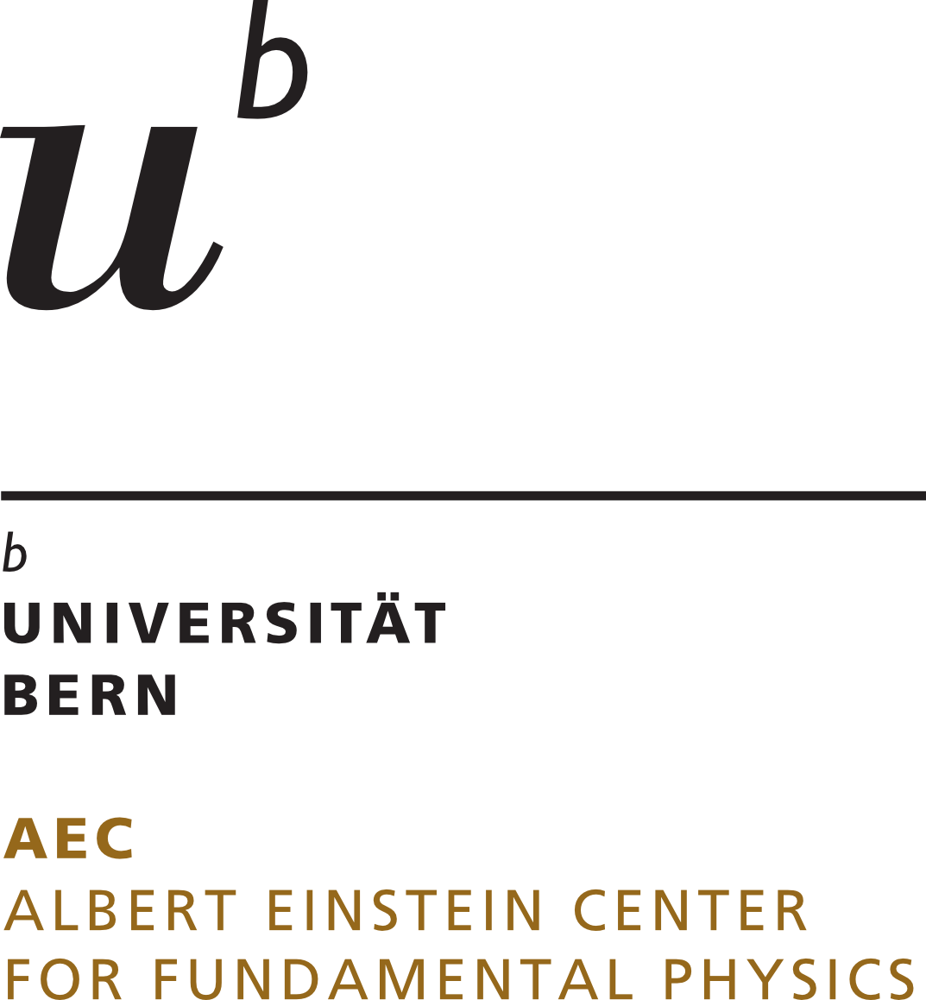 u^b
b
UNIVERSITÄT
BERN
AEC
ALBERT EINSTEIN CENTER
FOR FUNDAMENTAL PHYSICS